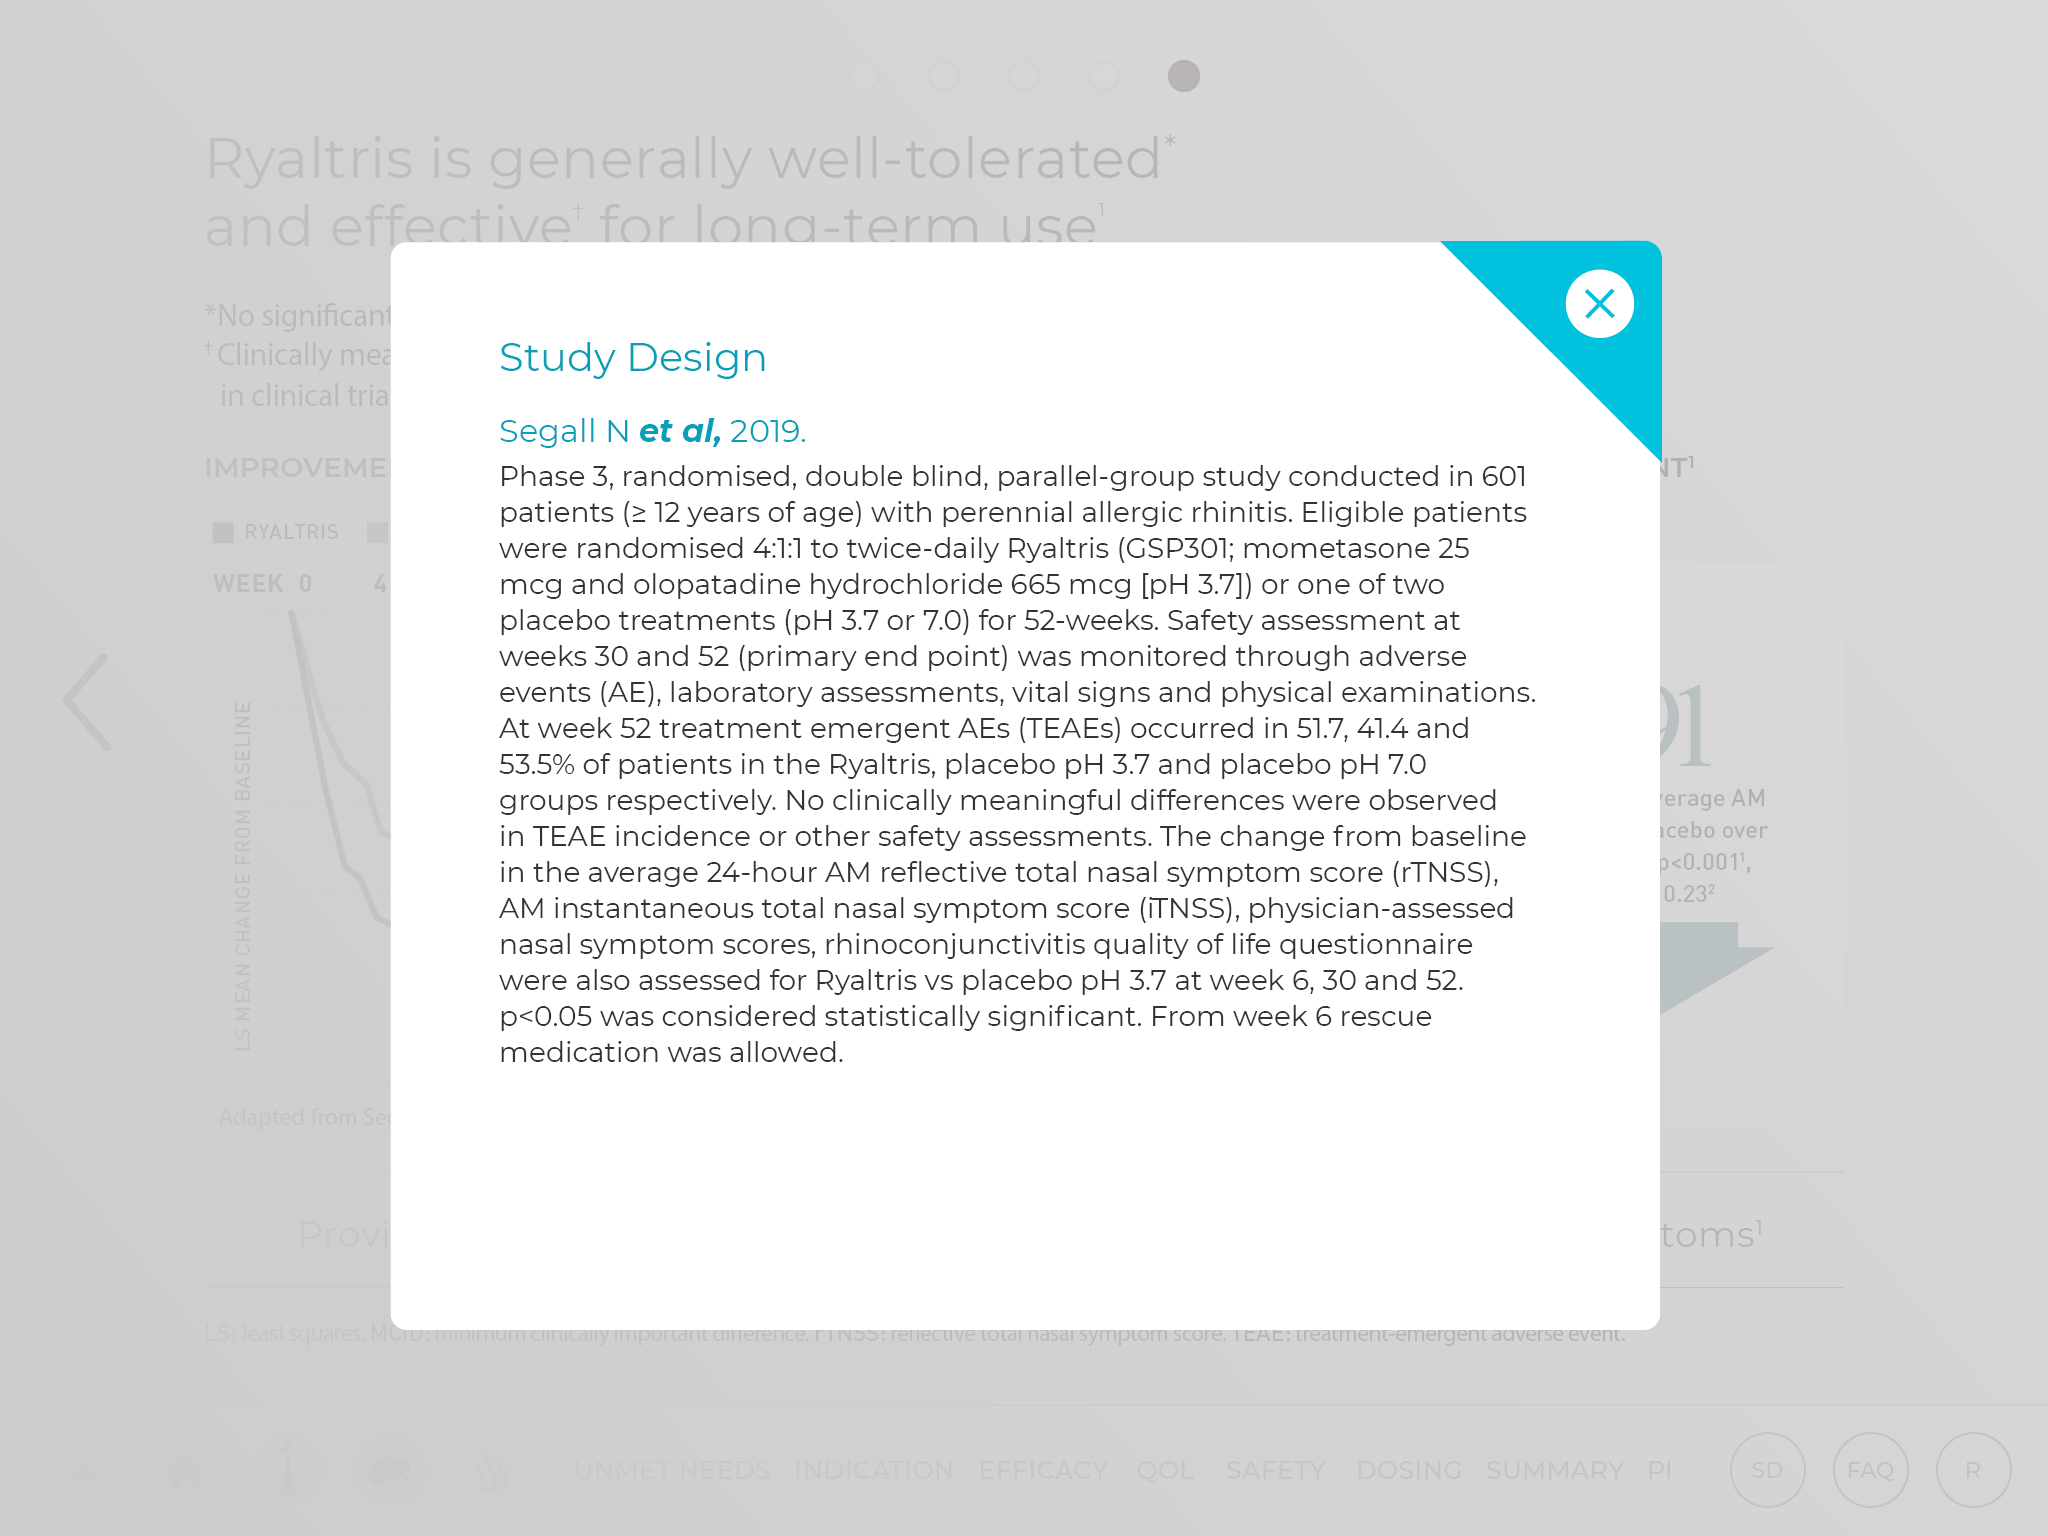 Ryaltris is generally well-tolerated*
and effective† for long-term use¹
*No significant
† Clinically
in clinical
RYALTRIS
WEEK 0 4
LS MEAN CHANGE FROM BASELINE
Adapted from
Study Design
Segall N et al, 2019.
Phase 3, randomised, double blind, parallel-group study conducted in 601
patients (≥ 12 years of age) with perennial allergic rhinitis. Eligible patients
were randomised 4:1:1 to twice-daily Ryaltris (GSP301; mometasone 25
mcg and olopatadine hydrochloride 665 mcg [pH 3.7]) or one of two
placebo treatments (pH 3.7 or 7.0) for 52-weeks. Safety assessment at
weeks 30 and 52 (primary end point) was monitored through adverse
events (AE), laboratory assessments, vital signs and physical examinations.
At week 52 treatment emergent AEs (TEAEs) occurred in 51.7, 41.4 and
53.5% of patients in the Ryaltris, placebo pH 3.7 and placebo pH 7.0
groups respectively. No clinically meaningful differences were observed
in TEAE incidence or other safety assessments. The change from baseline
in the average 24-hour AM reflective total nasal symptom score (rTNSS),
AM instantaneous total nasal symptom score (iTNSS), physician-assessed
nasal symptom scores, rhinoconjunctivitis quality of life questionnaire
were also assessed for Ryaltris vs placebo pH 3.7 at week 6, 30 and 52.
p<0.05 was considered statistically significant. From week 6 rescue
medication was allowed.
AM
over
p<0.001¹,
0.23²
LS: least squares. MCID: minimum clinically important difference. rTNSS: reflective total nasal symptom score. TEAE: treatment-emergent adverse event.
UNMET NEEDS INDICATION EFFICACY QOL SAFETY DOSING SUMMARY PI SD FAQ R